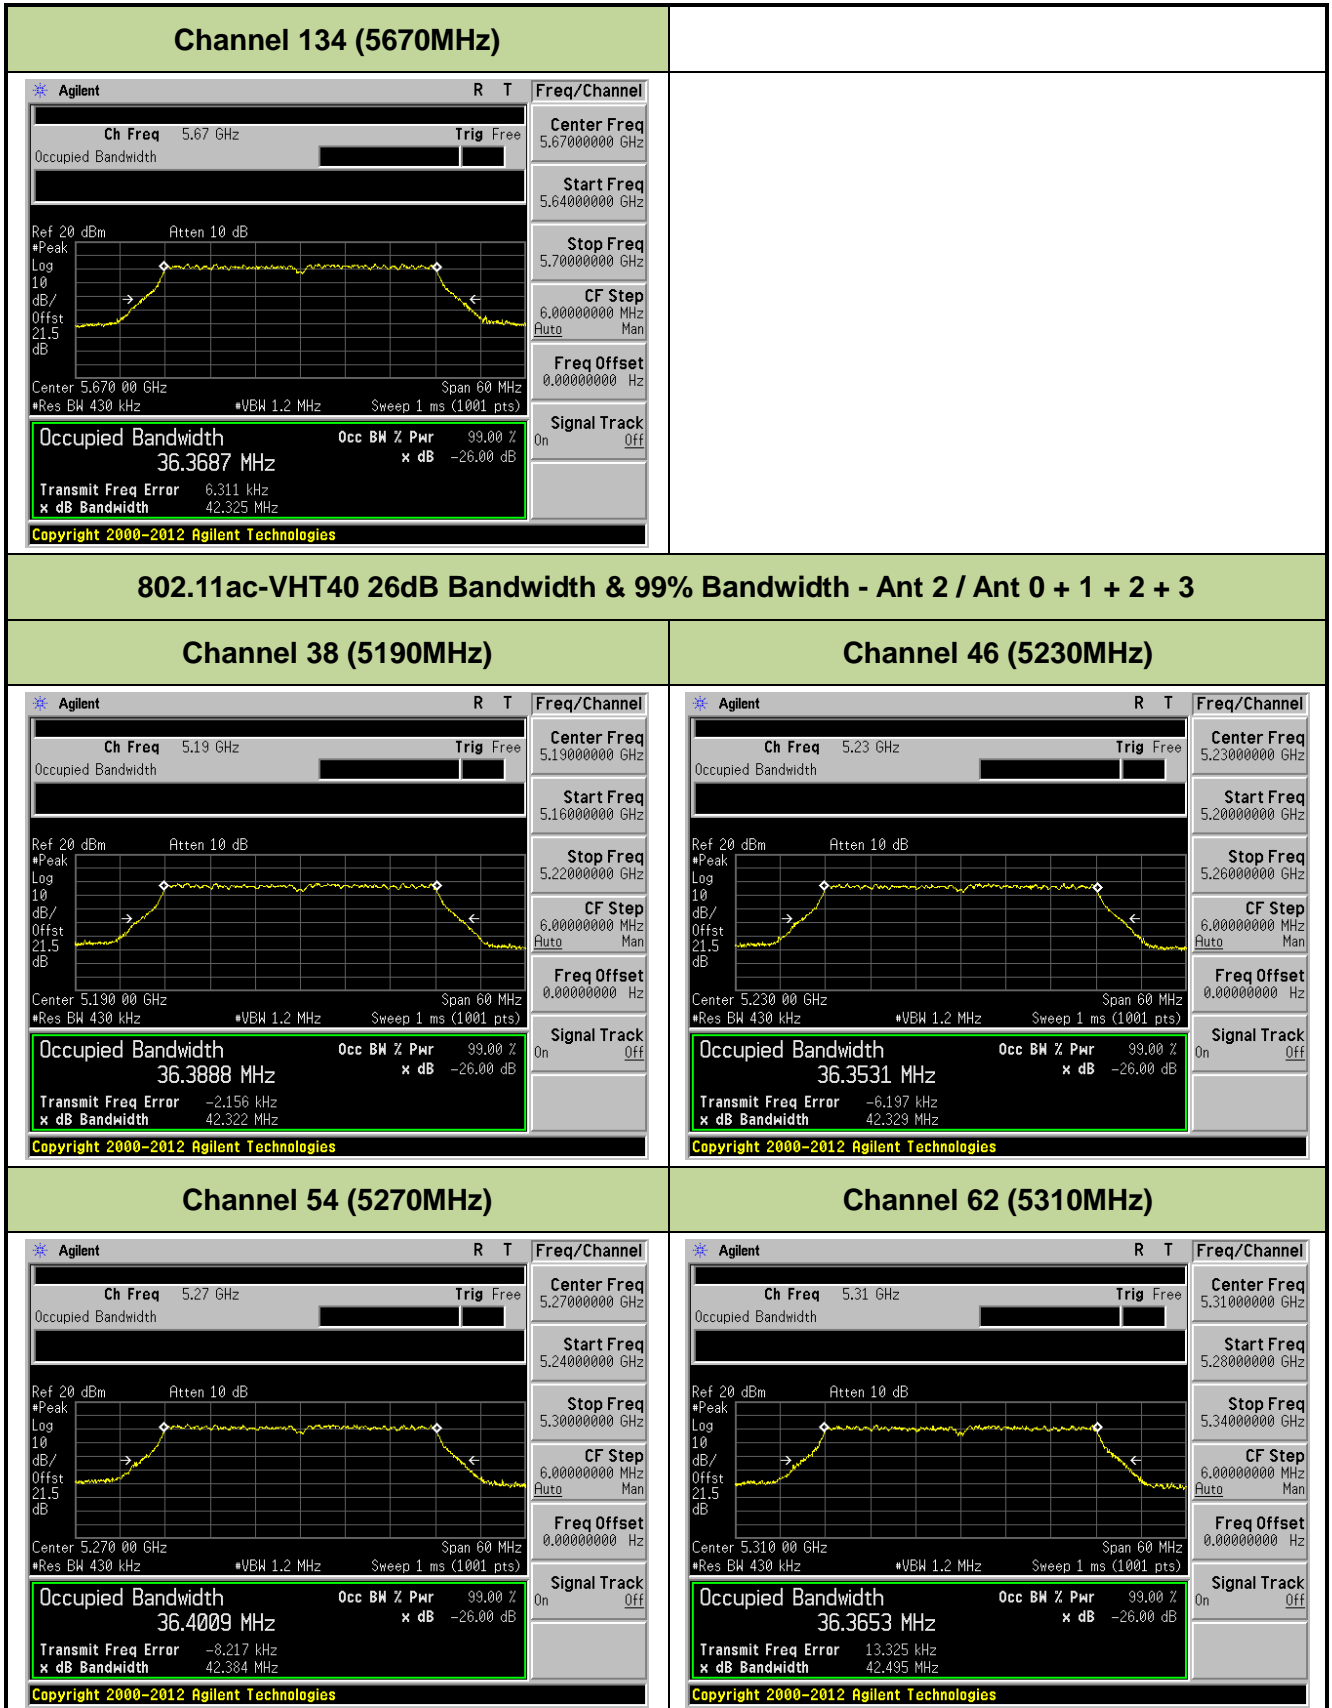 Channel 134 (5670MHz)
Agilent R T Freq/Channel
Ch Freq 5.67 GHz Trig Free
Occupied Bandwidth
Center Freq
5.67000000 GHz
Start Freq
5.64000000 GHz
Stop Freq
5.70000000 GHz
CF Step
6.00000000 MHz
Auto Man
Freq Offset
0.00000000 Hz
Signal Track
On Off
Ref 20 dBm Atten 10 dB
#Peak
Log
10
dB/
Offst
21.5
dB
Center 5.670 00 GHz Span 60 MHz
#Res BW 430 kHz #VBW 1.2 MHz Sweep 1 ms (1001 pts)
Occupied Bandwidth Occ BW % Pwr 99.00 %
36.3687 MHz x dB -26.00 dB
Transmit Freq Error 6.311 kHz
x dB Bandwidth 42.325 MHz
Copyright 2000-2012 Agilent Technologies
802.11ac-VHT40 26dB Bandwidth & 99% Bandwidth - Ant 2 / Ant 0 + 1 + 2 + 3
Channel 38 (5190MHz)
Agilent R T Freq/Channel
Ch Freq 5.19 GHz Trig Free
Occupied Bandwidth
Center Freq
5.19000000 GHz
Start Freq
5.16000000 GHz
Stop Freq
5.22000000 GHz
CF Step
6.00000000 MHz
Auto Man
Freq Offset
0.00000000 Hz
Signal Track
On Off
Ref 20 dBm Atten 10 dB
#Peak
Log
10
dB/
Offst
21.5
dB
Center 5.190 00 GHz Span 60 MHz
#Res BW 430 kHz #VBW 1.2 MHz Sweep 1 ms (1001 pts)
Occupied Bandwidth Occ BW % Pwr 99.00 %
36.3888 MHz x dB -26.00 dB
Transmit Freq Error -2.156 kHz
x dB Bandwidth 42.322 MHz
Copyright 2000-2012 Agilent Technologies
Channel 46 (5230MHz)
Agilent R T Freq/Channel
Ch Freq 5.23 GHz Trig Free
Occupied Bandwidth
Center Freq
5.23000000 GHz
Start Freq
5.20000000 GHz
Stop Freq
5.26000000 GHz
CF Step
6.00000000 MHz
Auto Man
Freq Offset
0.00000000 Hz
Signal Track
On Off
Ref 20 dBm Atten 10 dB
#Peak
Log
10
dB/
Offst
21.5
dB
Center 5.230 00 GHz Span 60 MHz
#Res BW 430 kHz #VBW 1.2 MHz Sweep 1 ms (1001 pts)
Occupied Bandwidth Occ BW % Pwr 99.00 %
36.3531 MHz x dB -26.00 dB
Transmit Freq Error -6.197 kHz
x dB Bandwidth 42.329 MHz
Copyright 2000-2012 Agilent Technologies
Channel 54 (5270MHz)
Agilent R T Freq/Channel
Ch Freq 5.27 GHz Trig Free
Occupied Bandwidth
Center Freq
5.27000000 GHz
Start Freq
5.24000000 GHz
Stop Freq
5.30000000 GHz
CF Step
6.00000000 MHz
Auto Man
Freq Offset
0.00000000 Hz
Signal Track
On Off
Ref 20 dBm Atten 10 dB
#Peak
Log
10
dB/
Offst
21.5
dB
Center 5.270 00 GHz Span 60 MHz
#Res BW 430 kHz #VBW 1.2 MHz Sweep 1 ms (1001 pts)
Occupied Bandwidth Occ BW % Pwr 99.00 %
36.4009 MHz x dB -26.00 dB
Transmit Freq Error -8.217 kHz
x dB Bandwidth 42.384 MHz
Copyright 2000-2012 Agilent Technologies
Channel 62 (5310MHz)
Agilent R T Freq/Channel
Ch Freq 5.31 GHz Trig Free
Occupied Bandwidth
Center Freq
5.31000000 GHz
Start Freq
5.28000000 GHz
Stop Freq
5.34000000 GHz
CF Step
6.00000000 MHz
Auto Man
Freq Offset
0.00000000 Hz
Signal Track
On Off
Ref 20 dBm Atten 10 dB
#Peak
Log
10
dB/
Offst
21.5
dB
Center 5.310 00 GHz Span 60 MHz
#Res BW 430 kHz #VBW 1.2 MHz Sweep 1 ms (1001 pts)
Occupied Bandwidth Occ BW % Pwr 99.00 %
36.3653 MHz x dB -26.00 dB
Transmit Freq Error 13.325 kHz
x dB Bandwidth 42.495 MHz
Copyright 2000-2012 Agilent Technologies